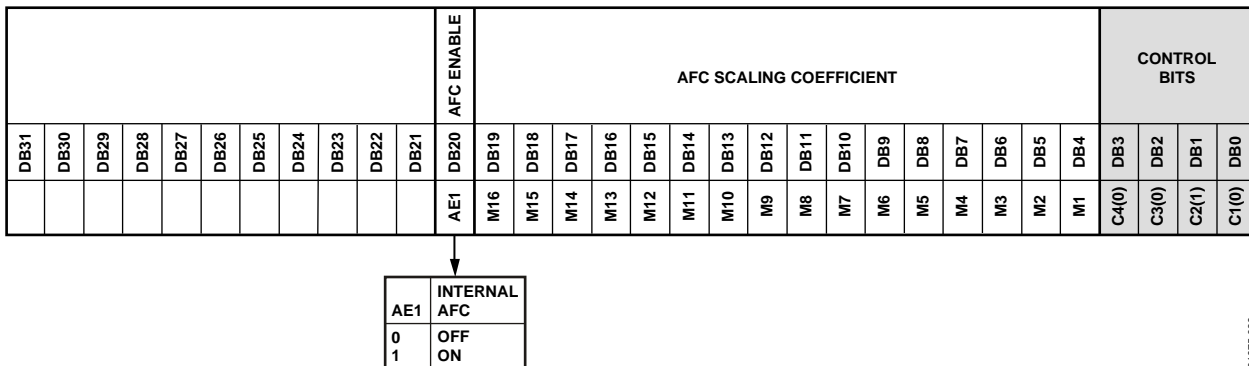 AFC ENABLE
AFC SCALING COEFFICIENT
CONTROL
BITS
DB31 DB30 DB29 DB28 DB27 DB26 DB25 DB24 DB23 DB22 DB21 DB20 DB19 DB18 DB17 DB16 DB15 DB14 DB13 DB12 DB11 DB10 DB9 DB8 DB7 DB6 DB5 DB4 DB3 DB2 DB1 DB0
AE1 M16 M15 M14 M13 M12 M11 M10 M9 M8 M7 M6 M5 M4 M3 M2 M1 C4(0) C3(0) C2(1) C1(0)
INTERNAL
AE1 AFC
0 OFF
1 ON